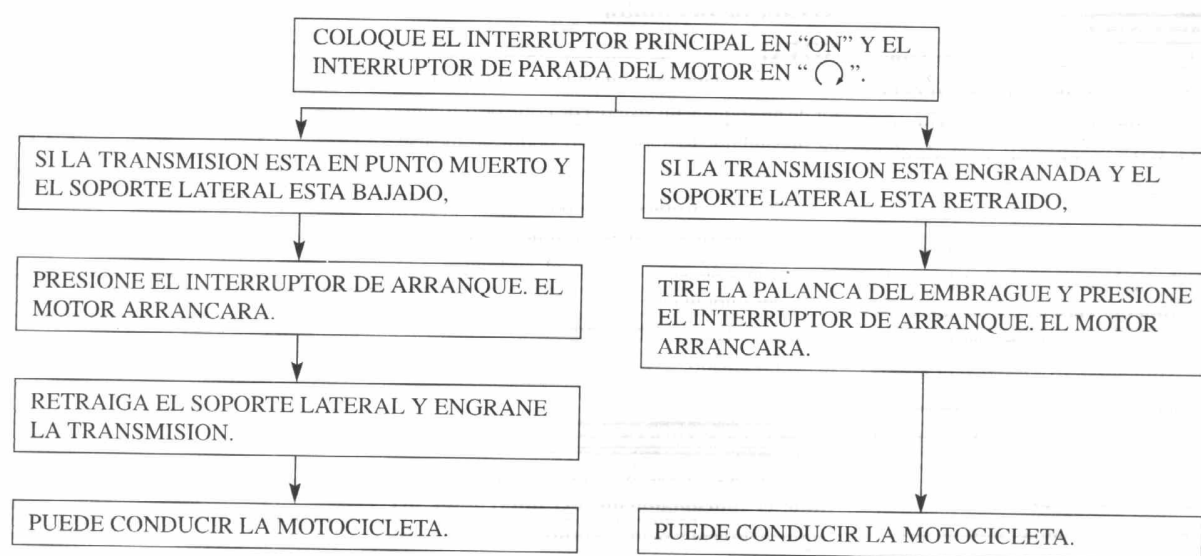 COLOQUE EL INTERRUPTOR PRINCIPAL EN “ON” Y EL
INTERRUPTOR DE PARADA DEL MOTOR EN “ ”.
SI LA TRANSMISION ESTA EN PUNTO MUERTO Y
EL SOPORTE LATERAL ESTA BAJADO,
PRESIONE EL INTERRUPTOR DE ARRANQUE. EL
MOTOR ARRANCARA.
RETRAIGA EL SOPORTE LATERAL Y ENGRANE
LA TRANSMISION.
PUEDE CONDUCIR LA MOTOCICLETA.
SI LA TRANSMISION ESTA ENGRANADA Y EL
SOPORTE LATERAL ESTA RETRAIDO,
TIRE LA PALANCA DEL EMBRAGUE Y PRESIONE
EL INTERRUPTOR DE ARRANQUE. EL MOTOR
ARRANCARA.
PUEDE CONDUCIR LA MOTOCICLETA.